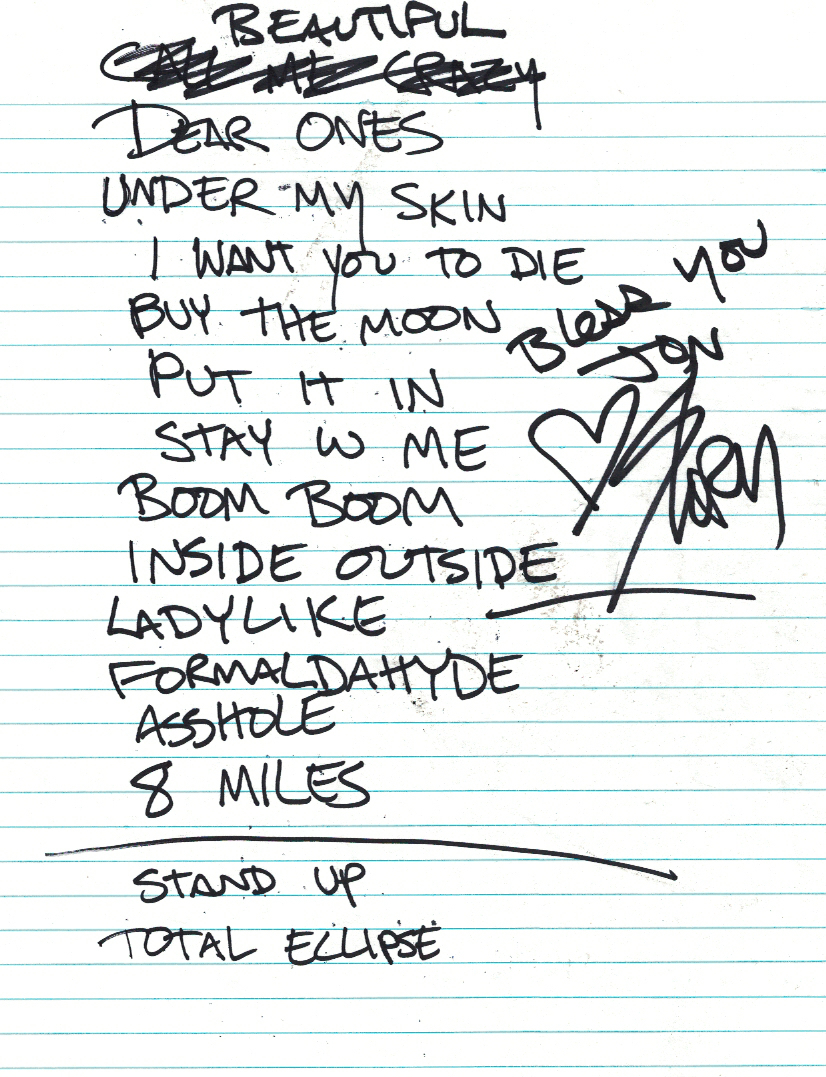 BEAUTIFUL
CALL ME CRAZY
DEAR ONES
UNDER MY SKIN
I WANT YOU TO DIE
BUY THE MOON
PUT IT IN
STAY W ME
BOOM BOOM
INSIDE OUTSIDE
LADYLIKE
FORMALDAHYDE
ASSHOLE
8 MILES
STAND UP
TOTAL ECLIPSE
Bless you
JON